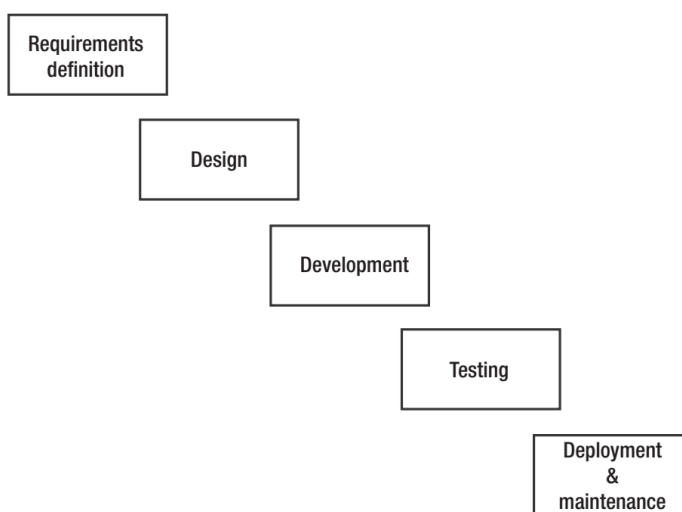 Requirements
definition
Design
Development
Testing
Deployment
&
maintenance